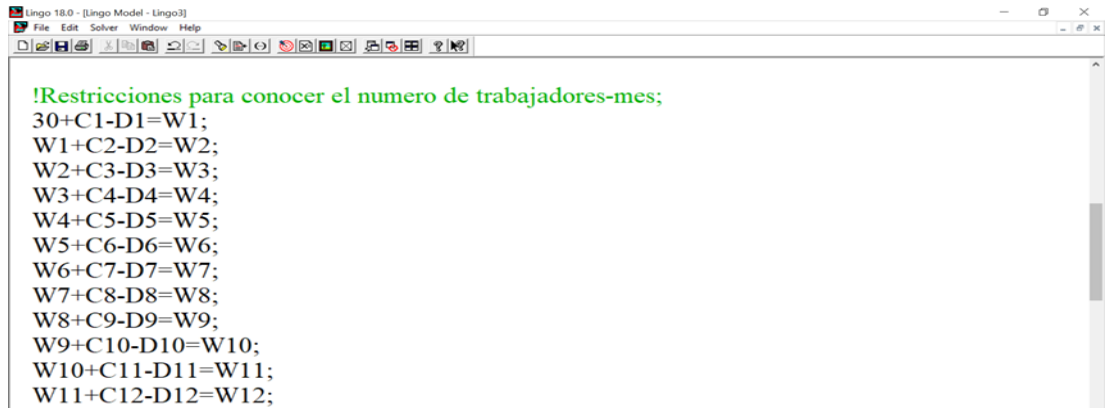 Lingo 18.0 - [Lingo Model - Lingo3]
File Edit Solver Window Help
!Restricciones para conocer el numero de trabajadores-mes;
30+C1-D1=W1;
W1+C2-D2=W2;
W2+C3-D3=W3;
W3+C4-D4=W4;
W4+C5-D5=W5;
W5+C6-D6=W6;
W6+C7-D7=W7;
W7+C8-D8=W8;
W8+C9-D9=W9;
W9+C10-D10=W10;
W10+C11-D11=W11;
W11+C12-D12=W12;